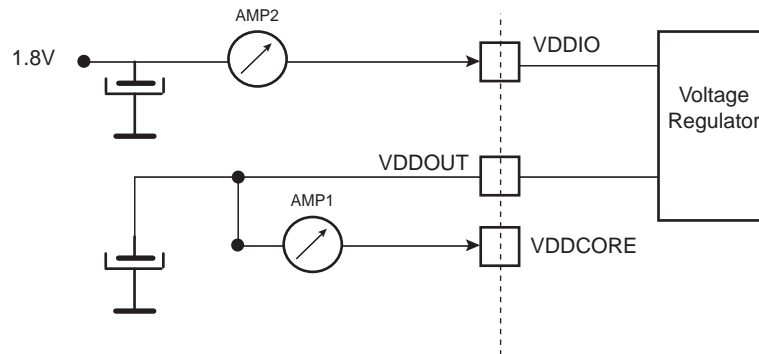 AMP2
1.8V
VDDIO
Voltage
Regulator
VDDOUT
AMP1
VDDCORE